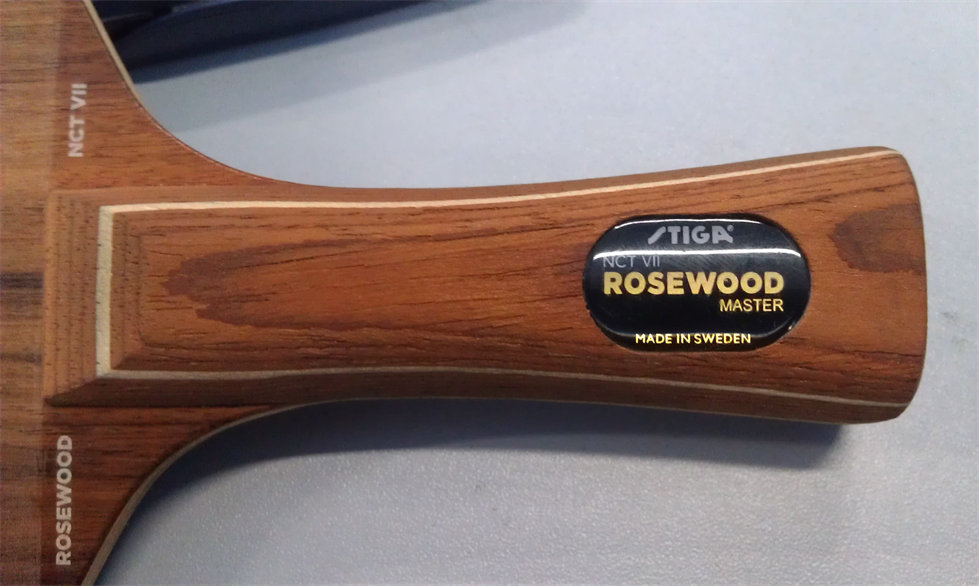 NCT VII
ROSEWOOD
STIGA®
NCT VII
ROSEWOOD
MASTER
MADE IN SWEDEN